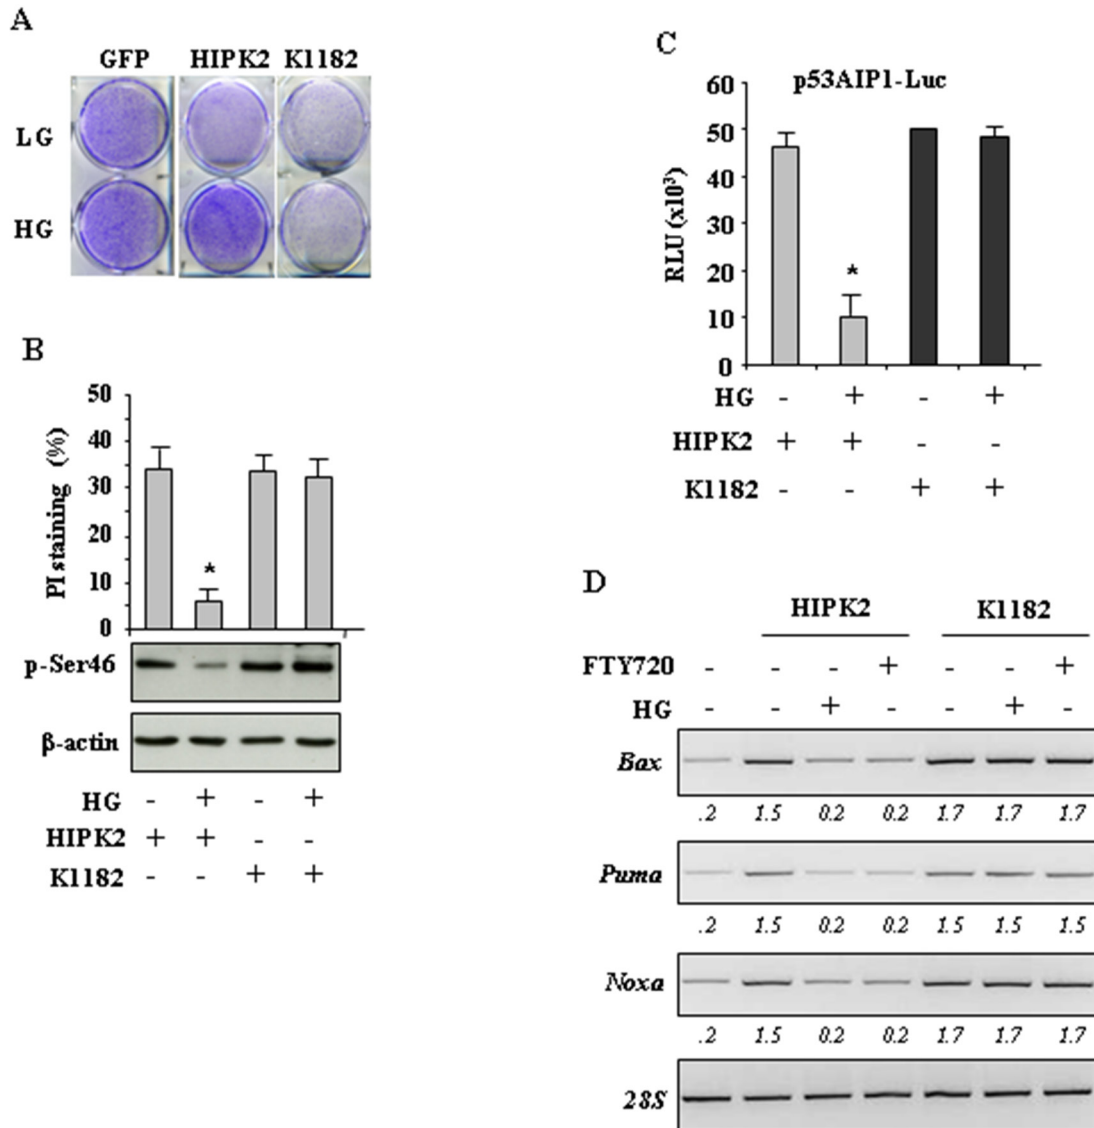 A
GFP HIPK2 K1182
LG
HG
B
PI staining (%)
50
40
30
20
10
0
*
p-Ser46
β-actin
HG - + - +
HIPK2 + + - -
K1182 - - + +
C
p53AIP1-Luc
RLU (x10³)
60
50
40
30
20
10
0
*
HG - + - +
HIPK2 + + - -
K1182 - - + +
D
HIPK2 K1182
FTY720 - - - + - - +
HG - - + - - + -
Bax
.2 1.5 0.2 0.2 1.7 1.7 1.7
Puma
.2 1.5 0.2 0.2 1.5 1.5 1.5
Noxa
.2 1.5 0.2 0.2 1.7 1.7 1.7
28S